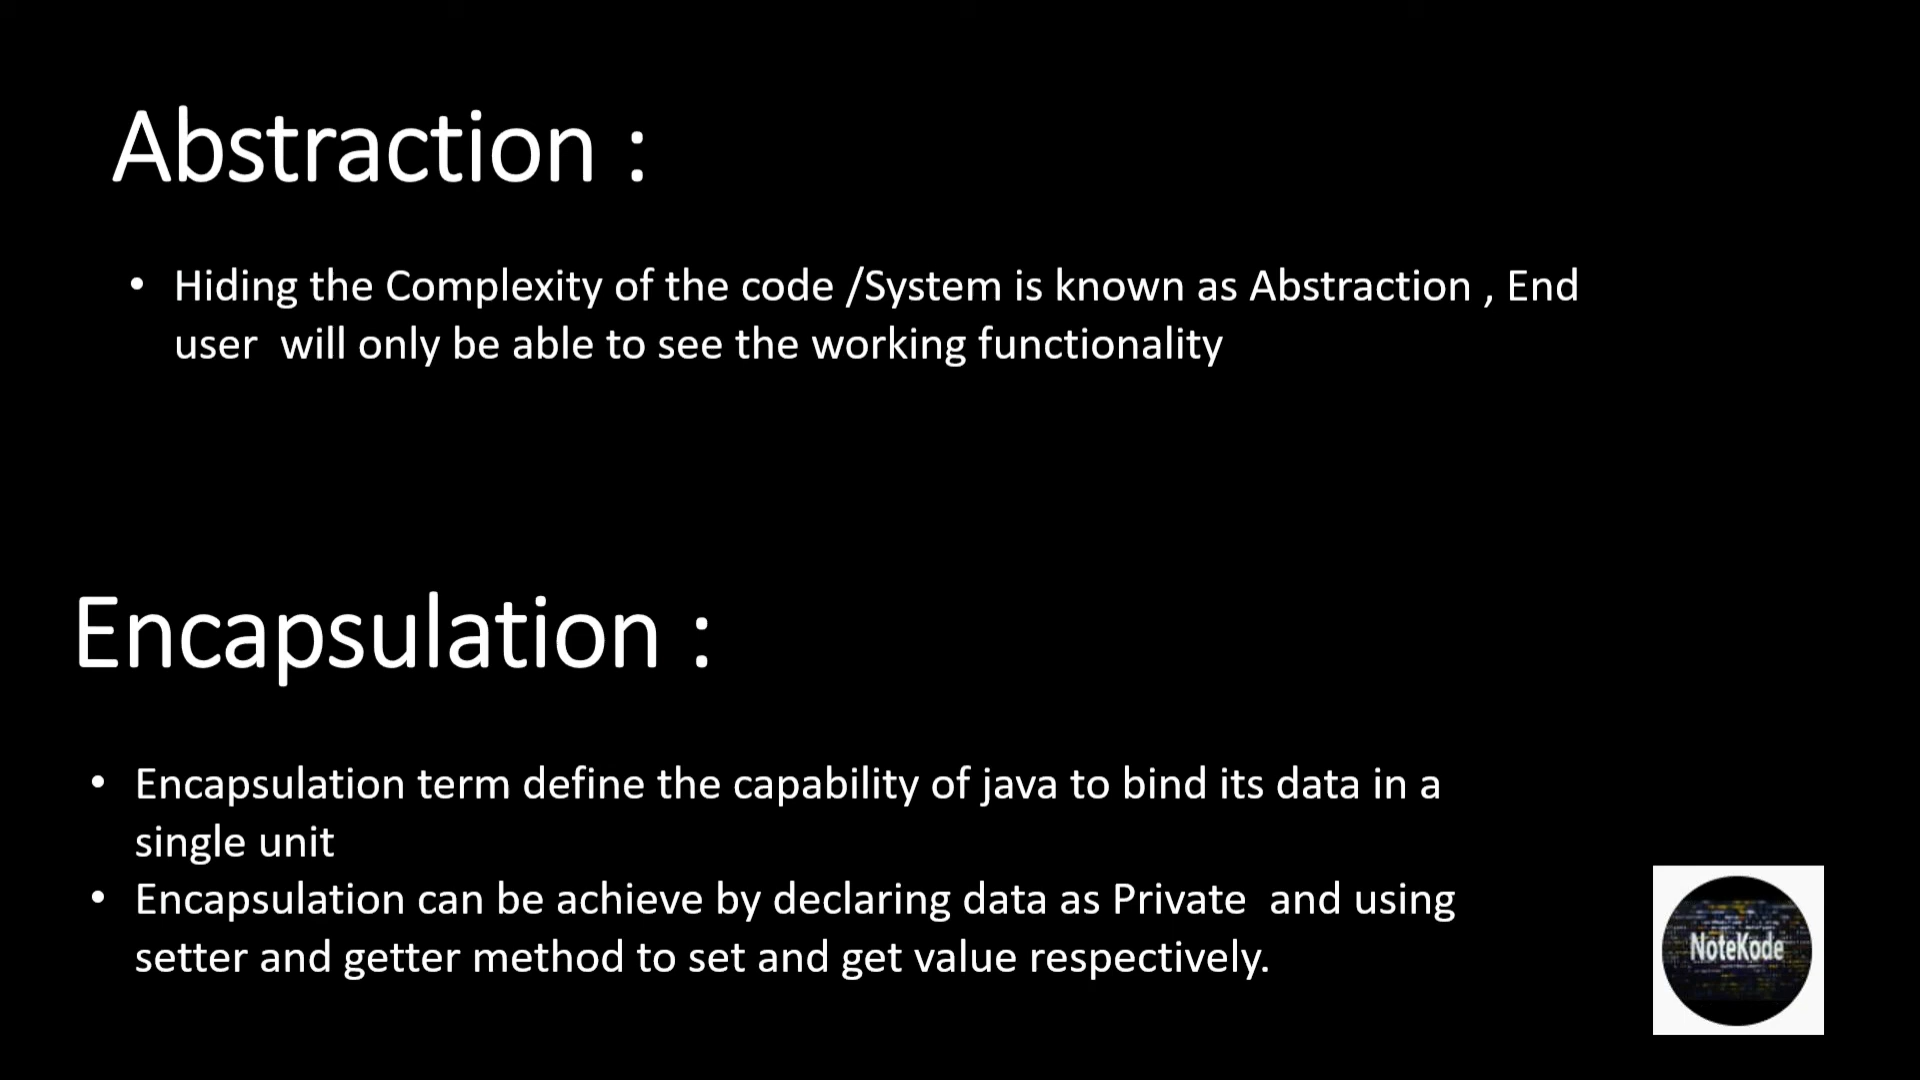 Abstraction :
• Hiding the Complexity of the code /System is known as Abstraction , End
user  will only be able to see the working functionality
Encapsulation :
• Encapsulation term define the capability of java to bind its data in a
single unit
• Encapsulation can be achieve by declaring data as Private  and using
setter and getter method to set and get value respectively.
NoteKode